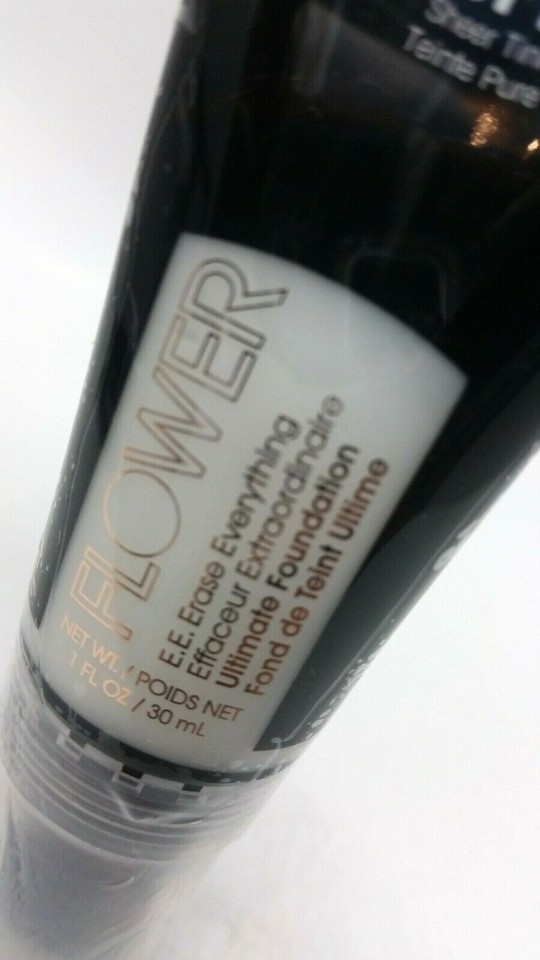 Sheer
Teinte Pure
FLOWER
E.E. Erase Everything
Effaceur Extraordinaire
Ultimate Foundation
Fond de Teint Ultime
NET WT. / POIDS NET
1 FL OZ / 30 mL